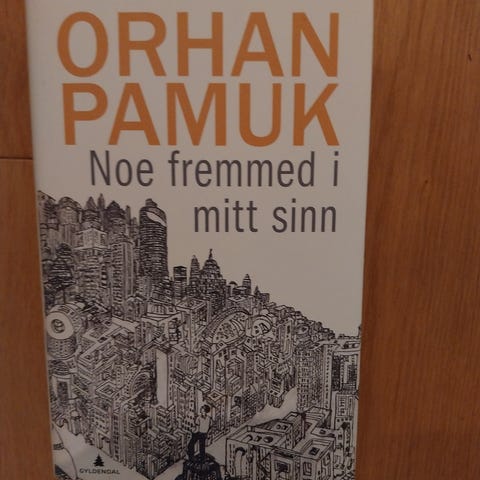 ORHAN
PAMUK
Noe fremmed i
mitt sinn
GYLDENDAL